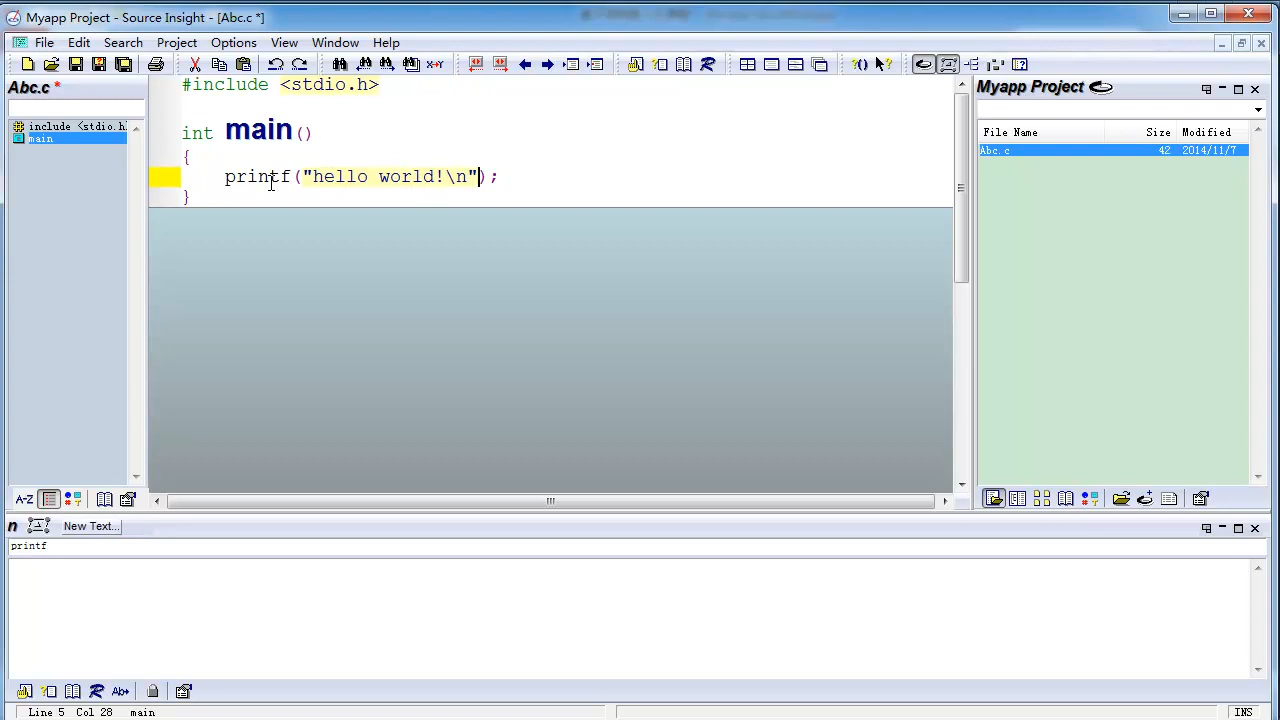 Myapp Project - Source Insight - [Abc.c *]
File Edit Search Project Options View Window Help
Abc.c *
include <stdio.h
main
#include <stdio.h>
int main()
{
printf("hello world!\n");
}
Myapp Project
File Name Size Modified
Abc.c 42 2014/11/7
A-Z
n New Text...
printf
Line 5 Col 28 main INS